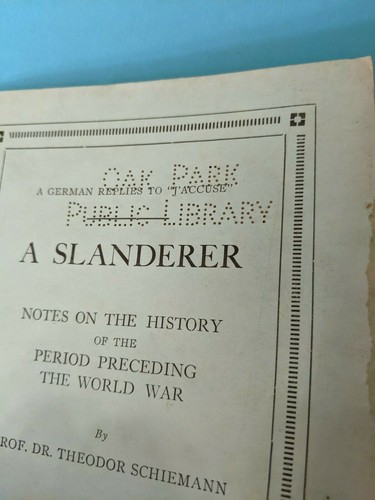 OAK PARK
A GERMAN REPLIES TO "J'ACCUSE"
PUBLIC LIBRARY
A SLANDERER
NOTES ON THE HISTORY
OF THE
PERIOD PRECEDING
THE WORLD WAR
By
ROF. DR. THEODOR SCHIEMANN